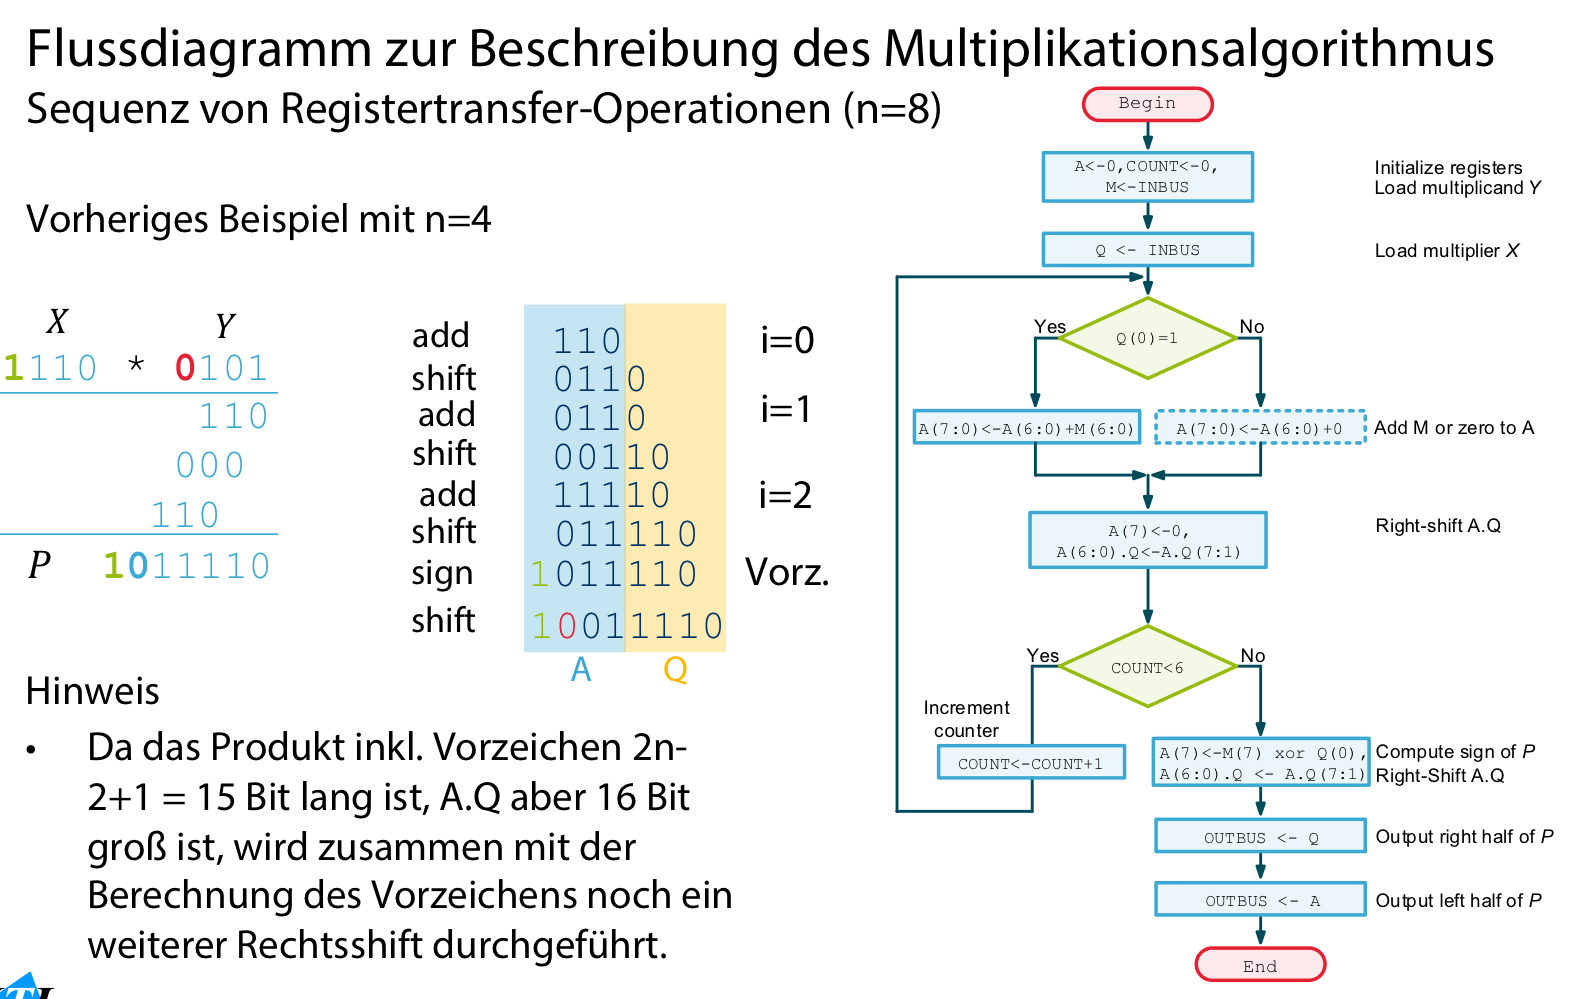 Flussdiagramm zur Beschreibung des Multiplikationsalgorithmus
Sequenz von Registertransfer-Operationen (n=8)
Vorheriges Beispiel mit n=4
X Y
1110 * 0101
110
000
110
P 1011110
add 110 i=0
shift 0110
add 0110 i=1
shift 00110
add 11110 i=2
shift 011110
sign 1011110 Vorz.
shift 10011110
A Q
Hinweis
• Da das Produkt inkl. Vorzeichen 2n-
2+1 = 15 Bit lang ist, A.Q aber 16 Bit
groß ist, wird zusammen mit der
Berechnung des Vorzeichens noch ein
weiterer Rechtsshift durchgeführt.
Begin
A<-0,COUNT<-0,
M<-INBUS
Initialize registers
Load multiplicand Y
Q <- INBUS
Load multiplier X
Yes Q(0)=1 No
A(7:0)<-A(6:0)+M(6:0)
A(7:0)<-A(6:0)+0
Add M or zero to A
A(7)<-0,
A(6:0).Q<-A.Q(7:1)
Right-shift A.Q
Yes COUNT<6 No
Increment
counter
COUNT<-COUNT+1
A(7)<-M(7) xor Q(0),
A(6:0).Q <- A.Q(7:1)
Compute sign of P
Right-Shift A.Q
OUTBUS <- Q
Output right half of P
OUTBUS <- A
Output left half of P
End